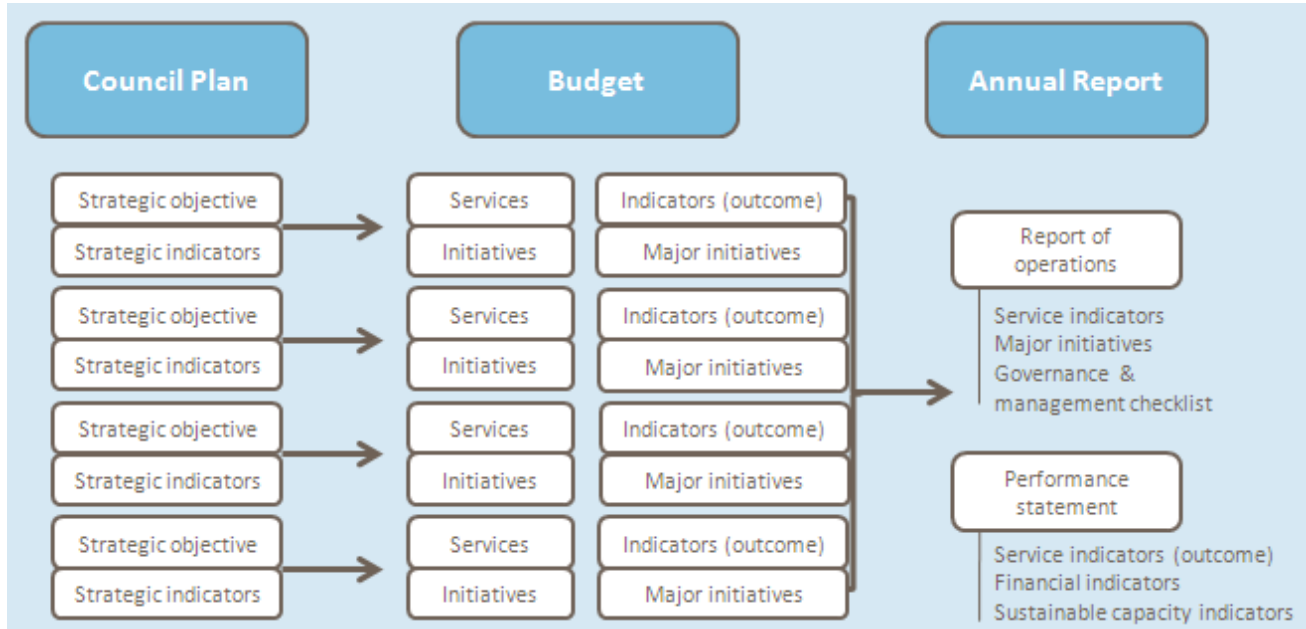 Council Plan
Budget
Annual Report
Strategic objective
Strategic indicators
Strategic objective
Strategic indicators
Strategic objective
Strategic indicators
Strategic objective
Strategic indicators
Services
Initiatives
Services
Initiatives
Services
Initiatives
Services
Initiatives
Indicators (outcome)
Major initiatives
Indicators (outcome)
Major initiatives
Indicators (outcome)
Major initiatives
Indicators (outcome)
Major initiatives
Report of
operations
Service indicators
Major initiatives
Governance &
management checklist
Performance
statement
Service indicators (outcome)
Financial indicators
Sustainable capacity indicators